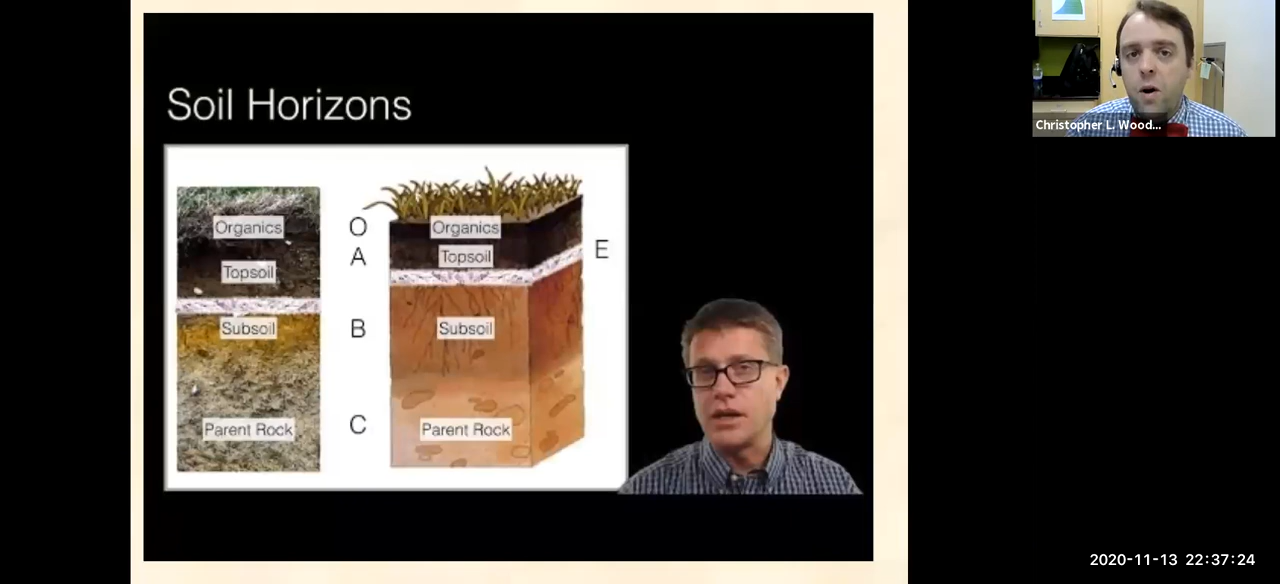 Soil Horizons
Organics
Topsoil
Subsoil
Parent Rock
O
A
B
C
Organics
Topsoil
Subsoil
Parent Rock
E
Christopher L. Wood...
2020-11-13 22:37:24